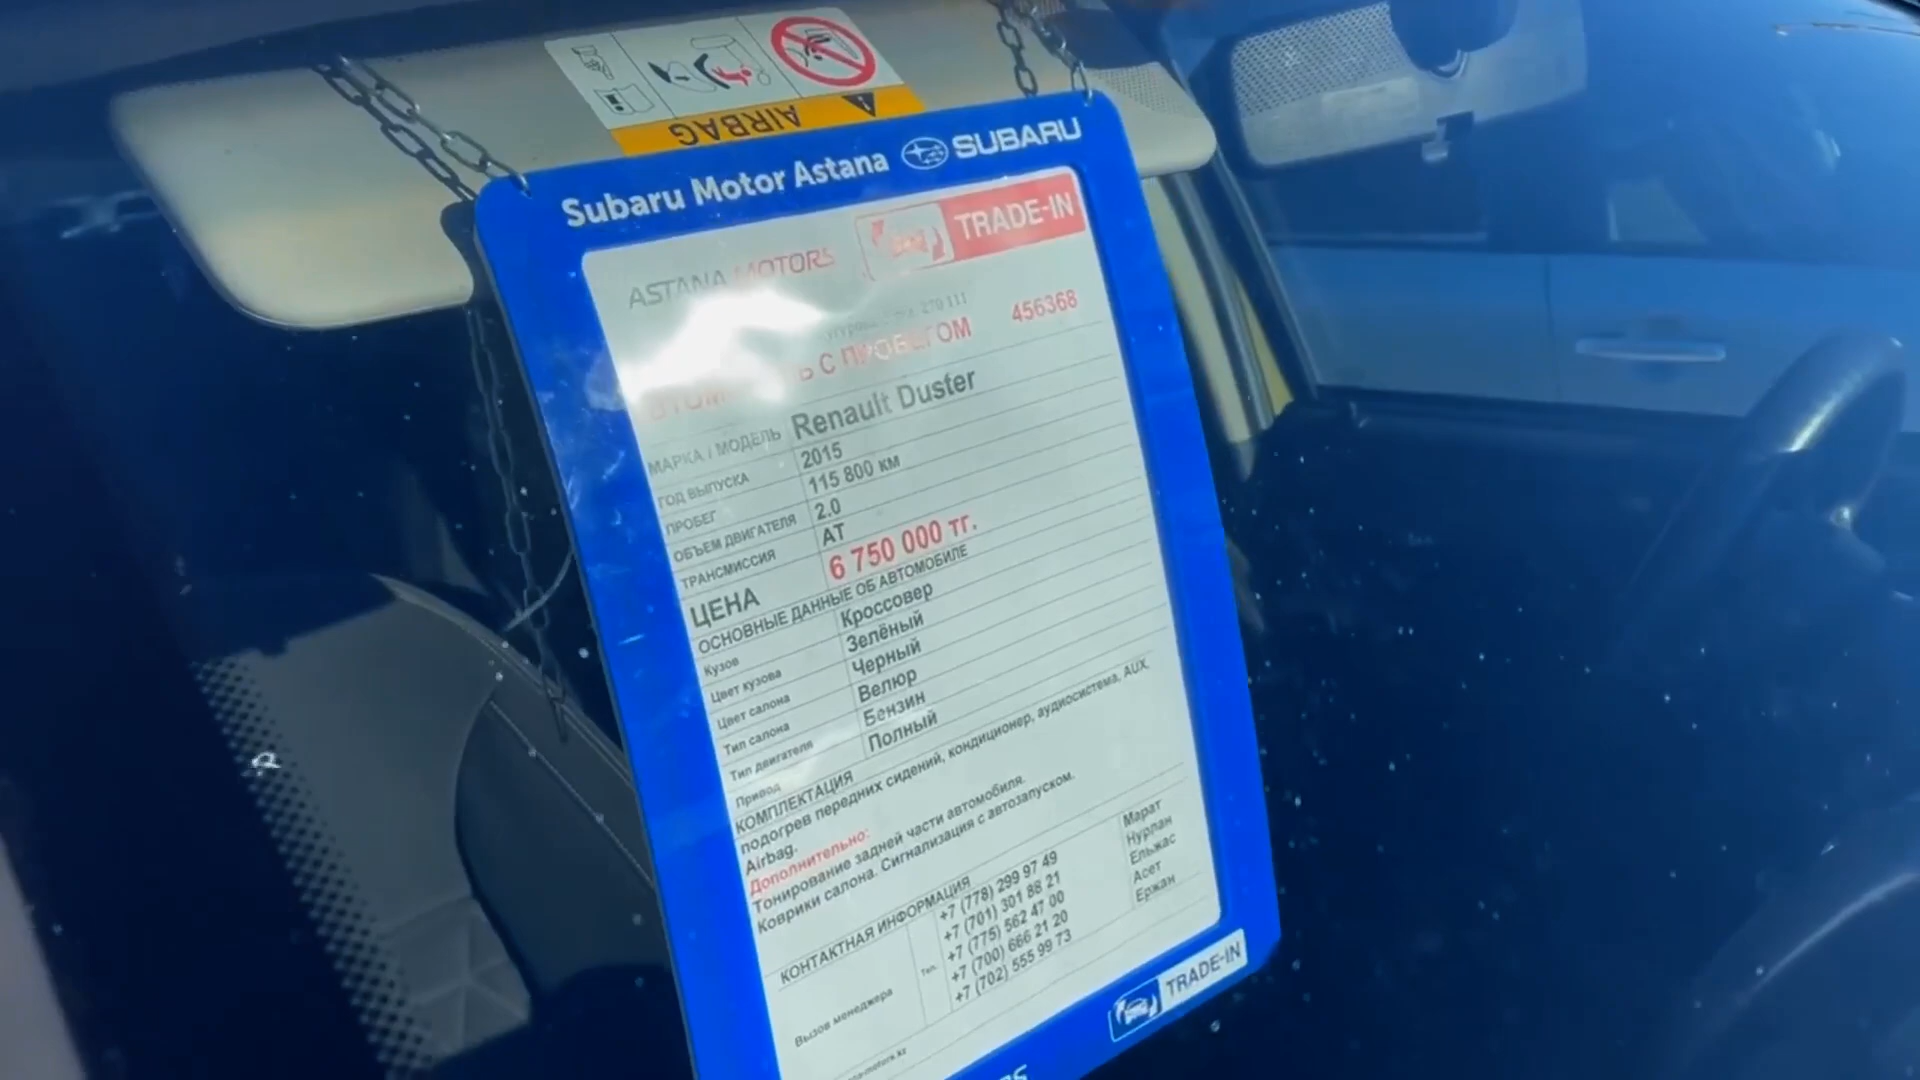 AIRBAG
Subaru Motor Astana SUBARU
ASTANA MOTORS TRADE-IN
С ПРОБЕГОМ 456368
МАРКА / МОДЕЛЬ Renault Duster
ГОД ВЫПУСКА 2015
ПРОБЕГ 115 800 км
ОБЪЕМ ДВИГАТЕЛЯ 2.0
ТРАНСМИССИЯ АТ
ЦЕНА 6 750 000 тг.
ОСНОВНЫЕ ДАННЫЕ ОБ АВТОМОБИЛЕ
Кузов Кроссовер
Цвет кузова Зелёный
Цвет салона Черный
Тип салона Велюр
Тип двигателя Бензин
Привод Полный
КОМПЛЕКТАЦИЯ
подогрев передних сидений, кондиционер, аудиосистема, AUX,
Airbag.
Дополнительно:
Тонирование задней части автомобиля.
Коврики салона. Сигнализация с автозапуском.
КОНТАКТНАЯ ИНФОРМАЦИЯ
Вызов менеджера Тел.:
+7 (778) 299 97 49 Марат
+7 (701) 301 88 21 Нурлан
+7 (775) 562 47 00 Ельжас
+7 (700) 666 21 20 Асет
+7 (702) 555 99 73 Ержан
TRADE-IN